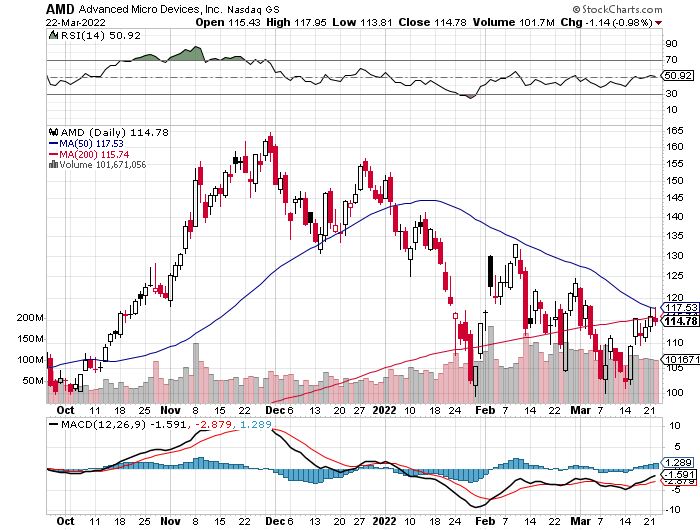 AMD Advanced Micro Devices, Inc. Nasdaq GS © StockCharts.com
22-Mar-2022 Open 115.43 High 117.95 Low 113.81 Close 114.78 Volume 101.7M Chg -1.14 (-0.98%)
RSI(14) 50.92
90
70
50.92
30
10
AMD (Daily) 114.78
MA(50) 117.53
MA(200) 115.74
Volume 101,671,056
165
160
155
150
145
140
135
130
125
120
117.53
114.78
110
105
101671
100
200M
150M
100M
50M
Oct 11 18 25 Nov 8 15 22 Dec 6 13 20 27 2022 10 18 24 Feb 7 14 22 Mar 7 14 21
MACD(12,26,9) -1.591, -2.879, 1.289
10
5
1.289
-1.591
-2.879
-5
-10
Oct 11 18 25 Nov 8 15 22 Dec 6 13 20 27 2022 10 18 24 Feb 7 14 22 Mar 7 14 21